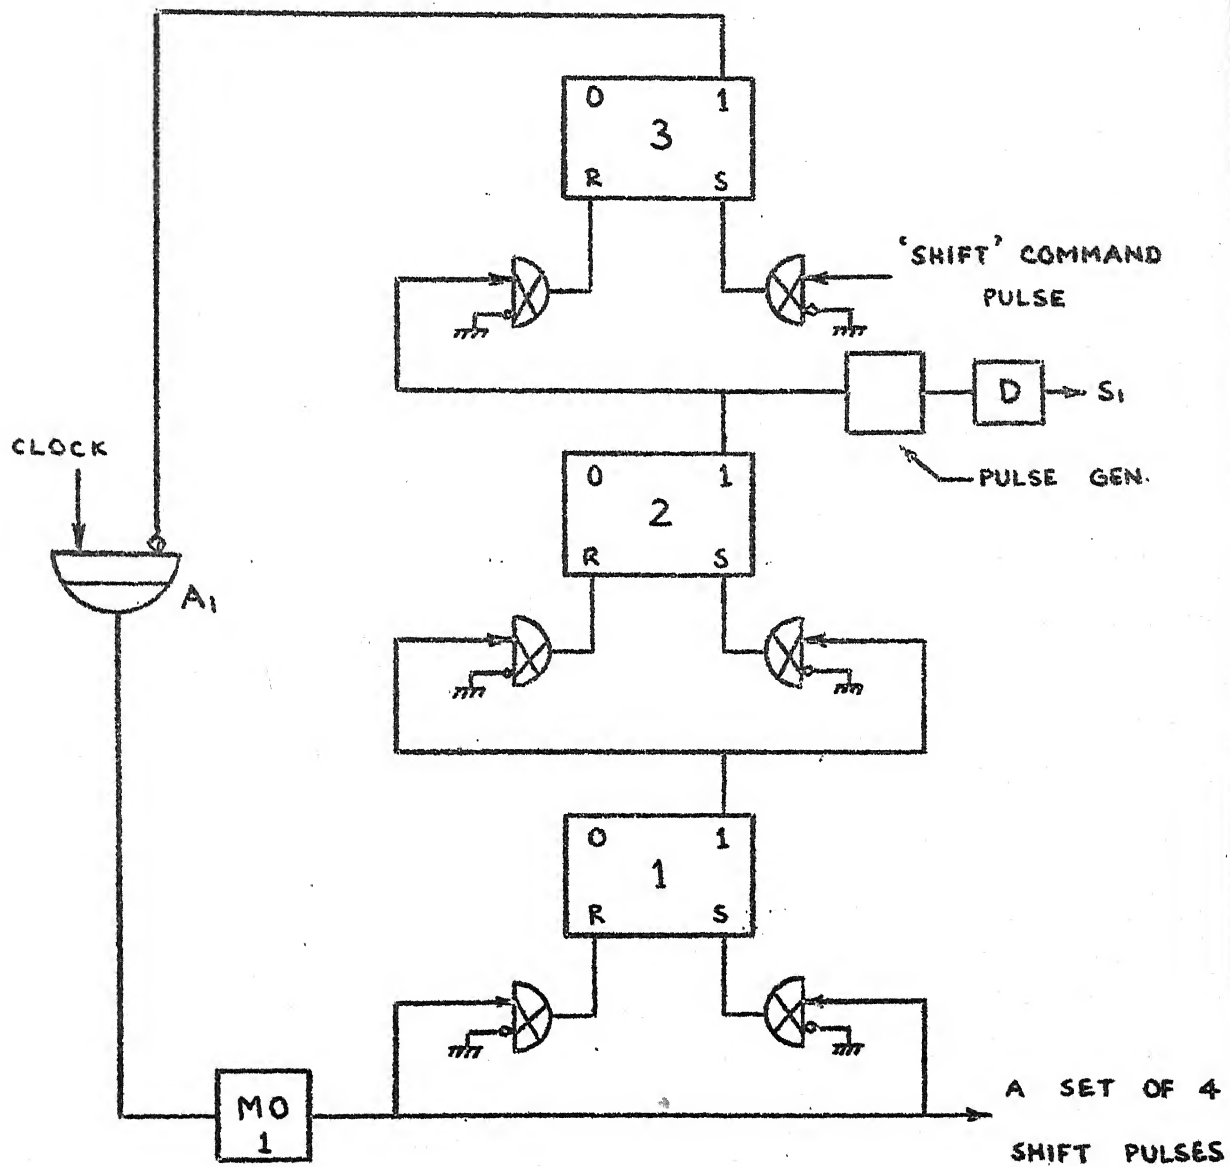 0 1
3
R S
'SHIFT' COMMAND
PULSE
D S₁
CLOCK
PULSE GEN.
0 1
2
R S
A₁
0 1
1
R S
MO
1
A SET OF 4
SHIFT PULSES